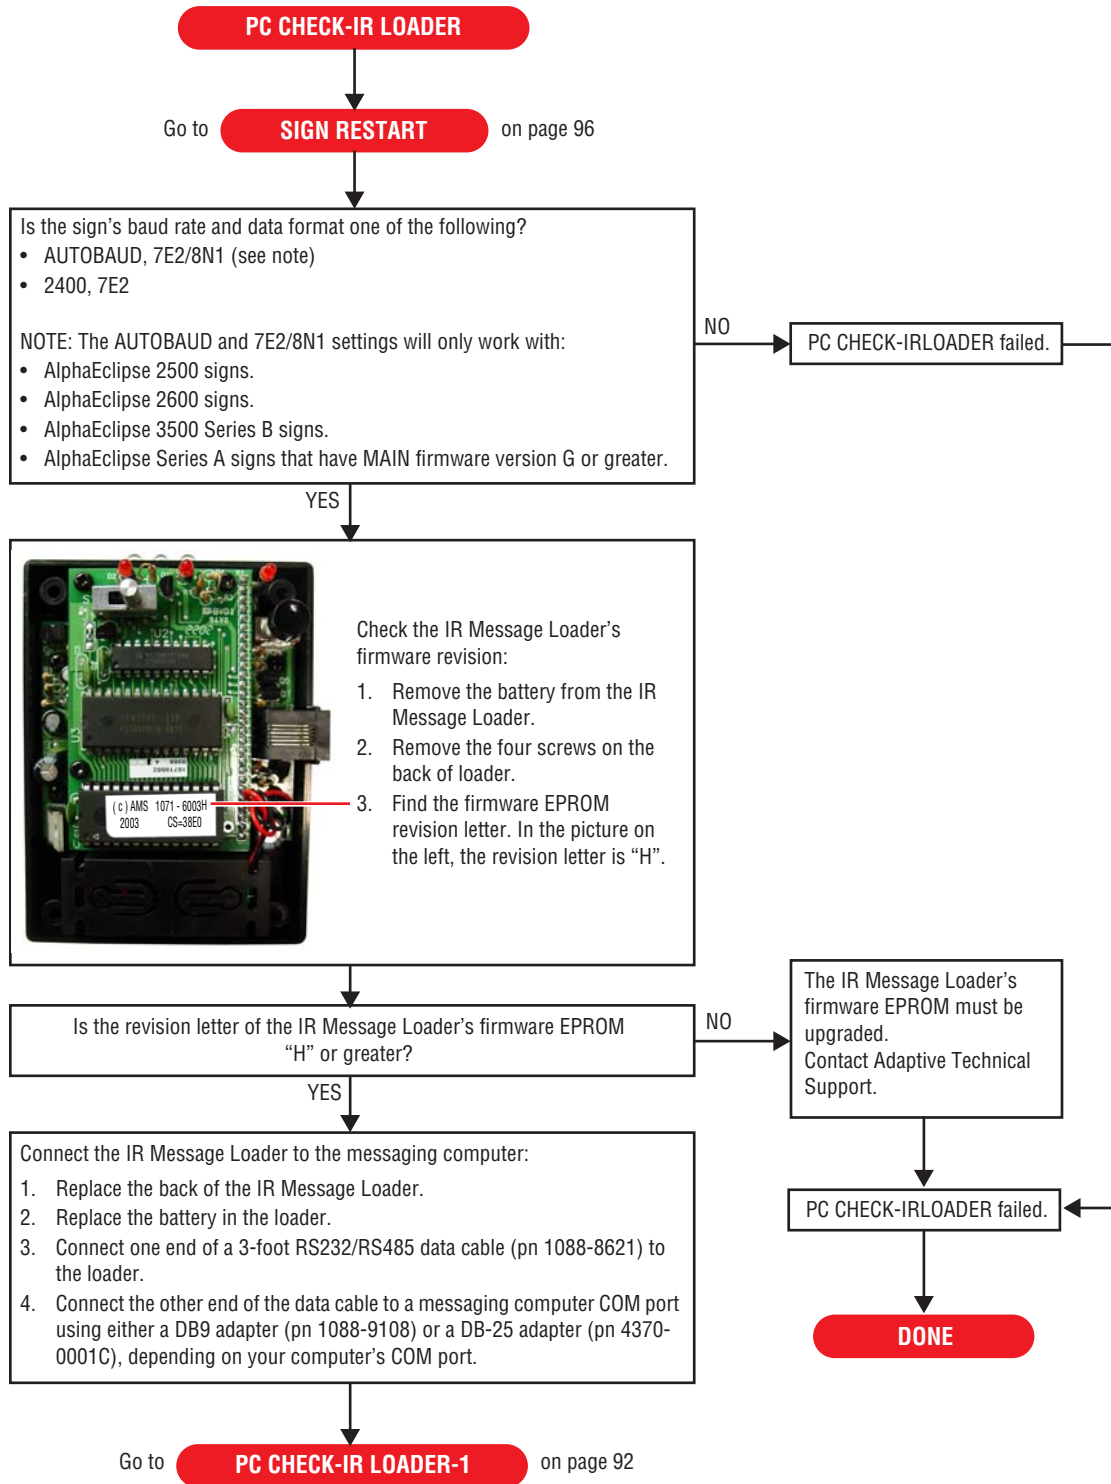 PC CHECK-IR LOADER
Go to SIGN RESTART on page 96
Is the sign's baud rate and data format one of the following?
• AUTOBAUD, 7E2/8N1 (see note)
• 2400, 7E2
NOTE: The AUTOBAUD and 7E2/8N1 settings will only work with:
• AlphaEclipse 2500 signs.
• AlphaEclipse 2600 signs.
• AlphaEclipse 3500 Series B signs.
• AlphaEclipse Series A signs that have MAIN firmware version G or greater.
NO
PC CHECK-IRLOADER failed.
YES
Check the IR Message Loader's
firmware revision:
1. Remove the battery from the IR
Message Loader.
2. Remove the four screws on the
back of loader.
3. Find the firmware EPROM
revision letter. In the picture on
the left, the revision letter is “H”.
U2
U3
(c) AMS 1071 - 6003H
2003 CS=38E0
Is the revision letter of the IR Message Loader's firmware EPROM
“H” or greater?
NO
The IR Message Loader's
firmware EPROM must be
upgraded.
Contact Adaptive Technical
Support.
YES
Connect the IR Message Loader to the messaging computer:
1. Replace the back of the IR Message Loader.
2. Replace the battery in the loader.
3. Connect one end of a 3-foot RS232/RS485 data cable (pn 1088-8621) to
the loader.
4. Connect the other end of the data cable to a messaging computer COM port
using either a DB9 adapter (pn 1088-9108) or a DB-25 adapter (pn 4370-
0001C), depending on your computer's COM port.
PC CHECK-IRLOADER failed.
DONE
Go to PC CHECK-IR LOADER-1 on page 92